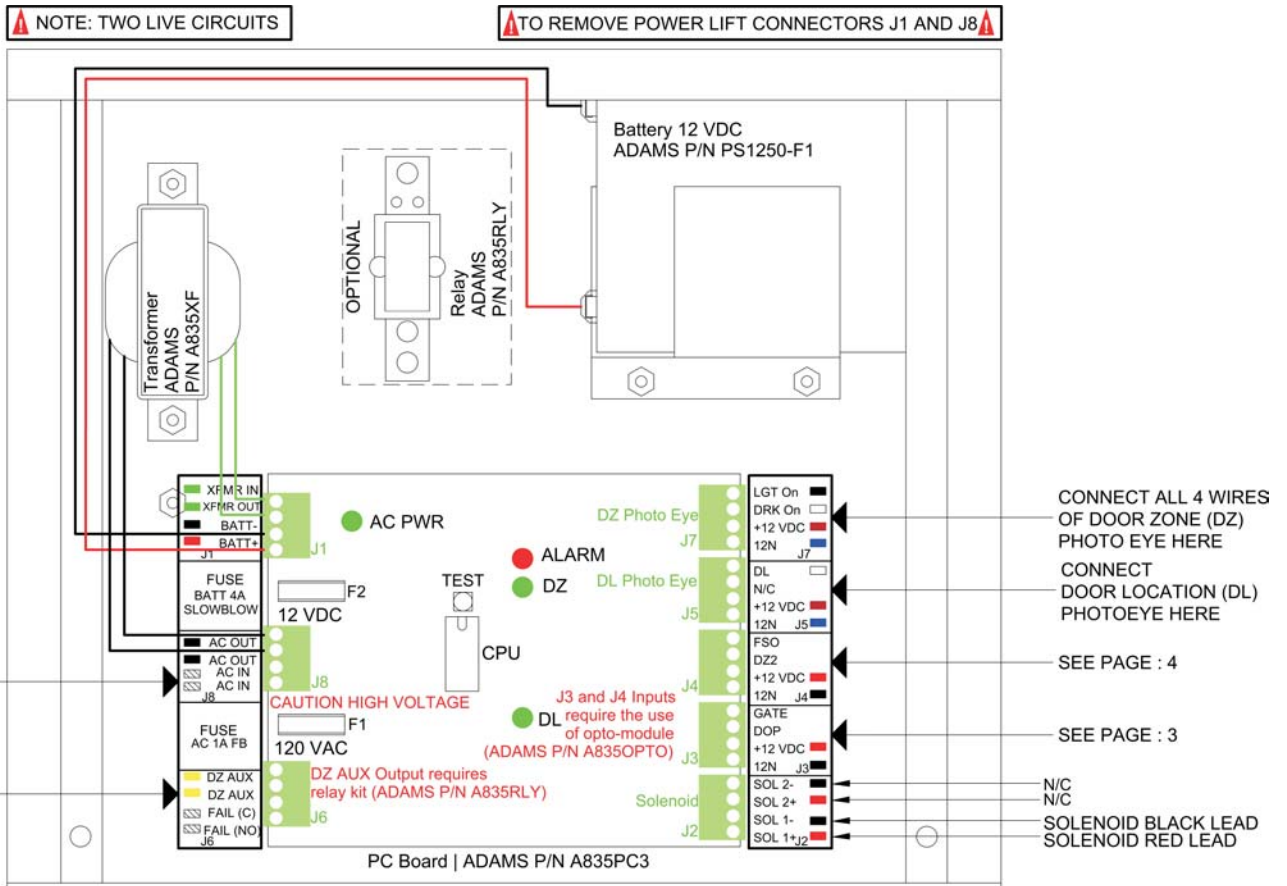 NOTE: TWO LIVE CIRCUITS
TO REMOVE POWER LIFT CONNECTORS J1 AND J8
Battery 12 VDC
ADAMS P/N PS1250-F1
Transformer
ADAMS
P/N A835XF
OPTIONAL
Relay
ADAMS
P/N A835RLY
XFMR IN
XFMR OUT
BATT-
BATT+
J1
FUSE
BATT 4A
SLOWBLOW
AC OUT
AC OUT
AC IN
AC IN
J8
FUSE
AC 1A FB
DZ AUX
DZ AUX
FAIL (C)
FAIL (NO)
J6
J1
AC PWR
F2
12 VDC
J8
CAUTION HIGH VOLTAGE
F1
120 VAC
DZ AUX Output requires
relay kit (ADAMS P/N A835RLY)
J6
ALARM
DZ
TEST
CPU
DL
J3 and J4 Inputs
require the use
of opto-module
(ADAMS P/N A835OPTO)
DZ Photo Eye
J7
DL Photo Eye
J5
J4
J3
Solenoid
J2
LGT On
DRK On
+12 VDC
12N
J7
DL
N/C
+12 VDC
12N
J5
FSO
DZ2
+12 VDC
12N
J4
GATE
DOP
+12 VDC
12N
J3
SOL 2-
SOL 2+
SOL 1-
SOL 1+
J2
CONNECT ALL 4 WIRES
OF DOOR ZONE (DZ)
PHOTO EYE HERE
CONNECT
DOOR LOCATION (DL)
PHOTOEYE HERE
SEE PAGE : 4
SEE PAGE : 3
N/C
N/C
SOLENOID BLACK LEAD
SOLENOID RED LEAD
PC Board | ADAMS P/N A835PC3